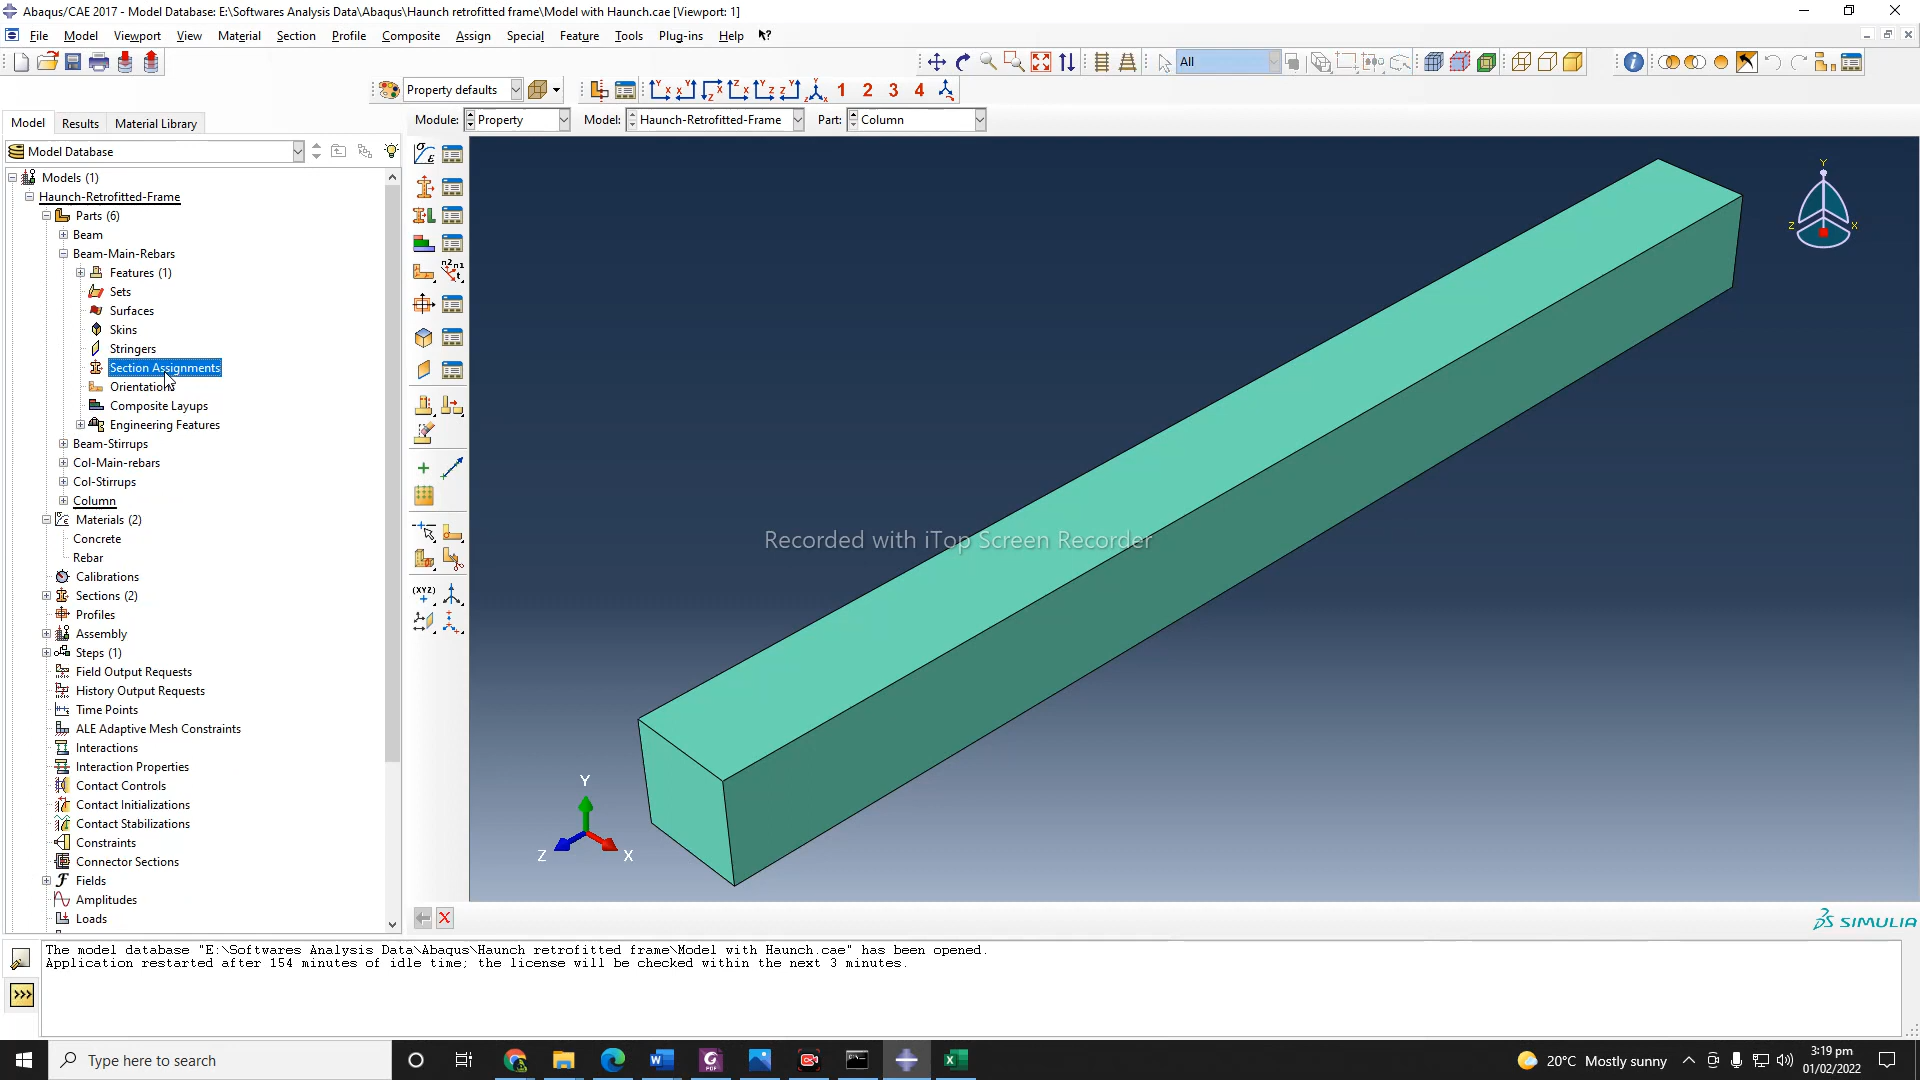 Abaqus/CAE 2017 - Model Database: E:\Softwares Analysis Data\Abaqus\Haunch retrofitted frame\Model with Haunch.cae [Viewport: 1]
File Model Viewport View Material Section Profile Composite Assign Special Feature Tools Plug-ins Help
All
Property defaults
1 2 3 4
Model Results Material Library
Module: Property Model: Haunch-Retrofitted-Frame Part: Column
Model Database
Models (1)
Haunch-Retrofitted-Frame
Parts (6)
Beam
Beam-Main-Rebars
Features (1)
Sets
Surfaces
Skins
Stringers
Section Assignments
Orientations
Composite Layups
Engineering Features
Beam-Stirrups
Col-Main-rebars
Col-Stirrups
Column
Materials (2)
Concrete
Rebar
Calibrations
Sections (2)
Profiles
Assembly
Steps (1)
Field Output Requests
History Output Requests
Time Points
ALE Adaptive Mesh Constraints
Interactions
Interaction Properties
Contact Controls
Contact Initializations
Contact Stabilizations
Constraints
Connector Sections
Fields
Amplitudes
Loads
(XYZ)
Y
Z X
Recorded with iTop Screen Recorder
Y
Z X
SIMULIA
The model database "E:\Softwares Analysis Data\Abaqus\Haunch retrofitted frame\Model with Haunch.cae" has been opened.
Application restarted after 154 minutes of idle time; the license will be checked within the next 3 minutes.
>>>
Type here to search
20°C Mostly sunny
3:19 pm
01/02/2022